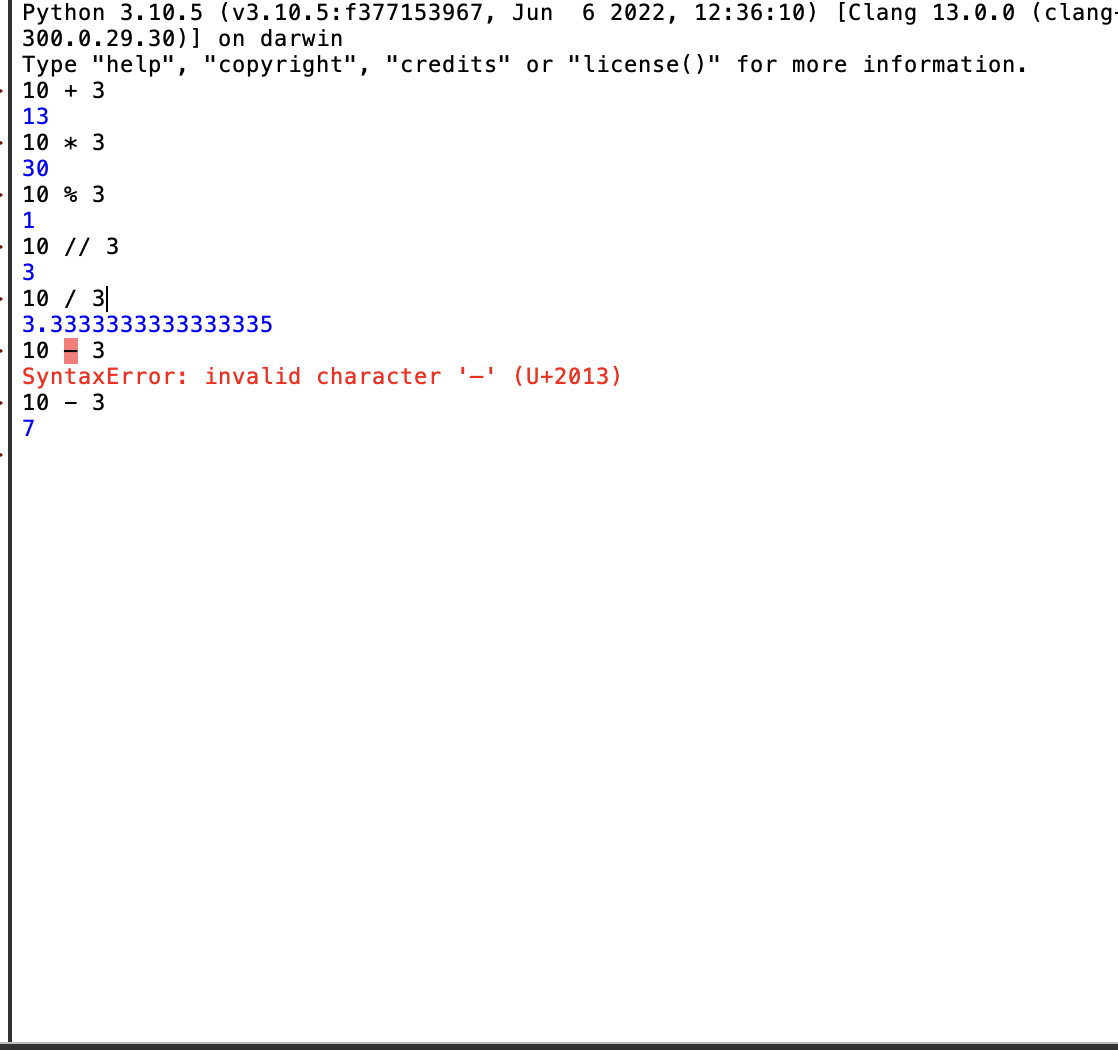 Python 3.10.5 (v3.10.5:f377153967, Jun  6 2022, 12:36:10) [Clang 13.0.0 (clang-
300.0.29.30)] on darwin
Type "help", "copyright", "credits" or "license()" for more information.
10 + 3
13
10 * 3
30
10 % 3
1
10 // 3
3
10 / 3
3.3333333333333335
10 – 3
SyntaxError: invalid character '–' (U+2013)
10 - 3
7